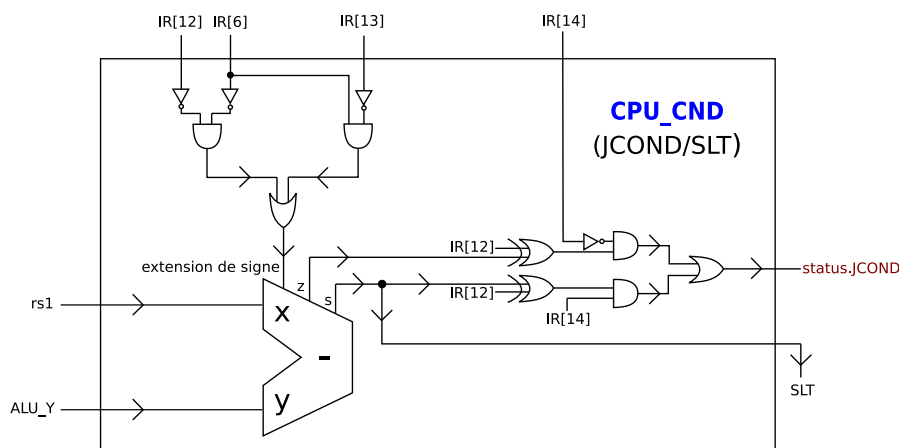 IR[12] IR[6] IR[13] IR[14]
CPU_CND
(JCOND/SLT)
IR[12]
extension de signe
z
status.JCOND
s
IR[12]
rs1
x
IR[14]
-
SLT
ALU_Y
y